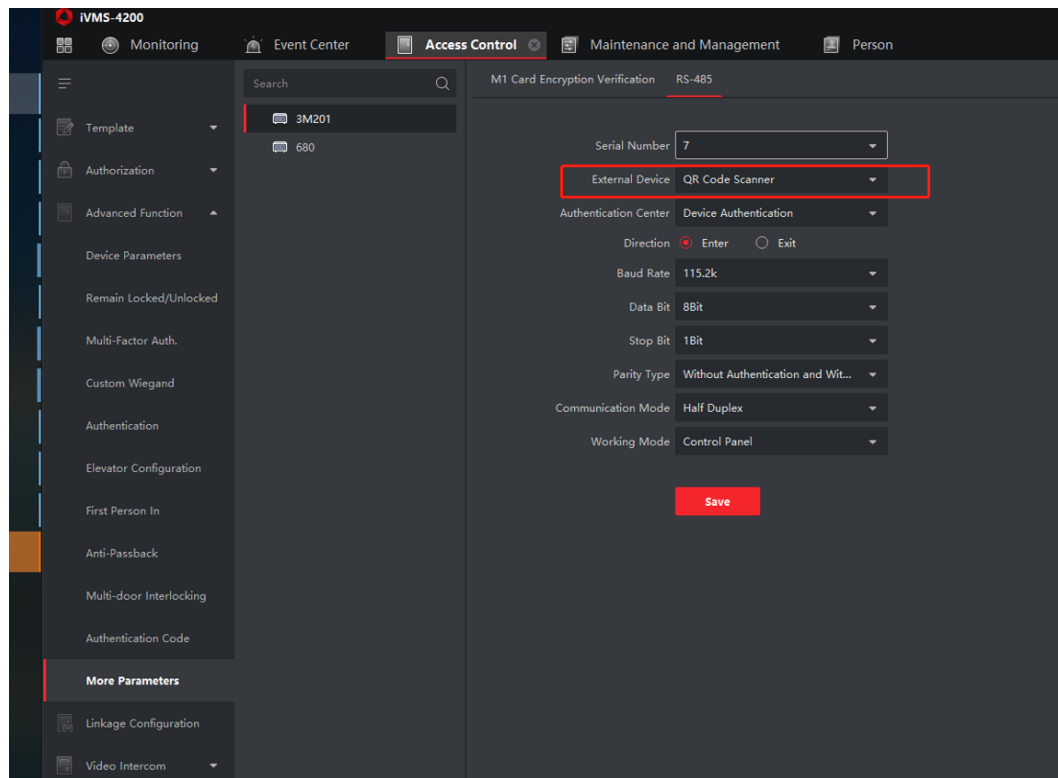 iVMS-4200
Monitoring
Event Center
Access Control
Maintenance and Management
Person
Search
3M201
680
Template
Authorization
Advanced Function
Device Parameters
Remain Locked/Unlocked
Multi-Factor Auth.
Custom Wiegand
Authentication
Elevator Configuration
First Person In
Anti-Passback
Multi-door Interlocking
Authentication Code
More Parameters
Linkage Configuration
Video Intercom
M1 Card Encryption Verification RS-485
Serial Number 7
External Device QR Code Scanner
Authentication Center Device Authentication
Direction Enter Exit
Baud Rate 115.2k
Data Bit 8Bit
Stop Bit 1Bit
Parity Type Without Authentication and Wit...
Communication Mode Half Duplex
Working Mode Control Panel
Save